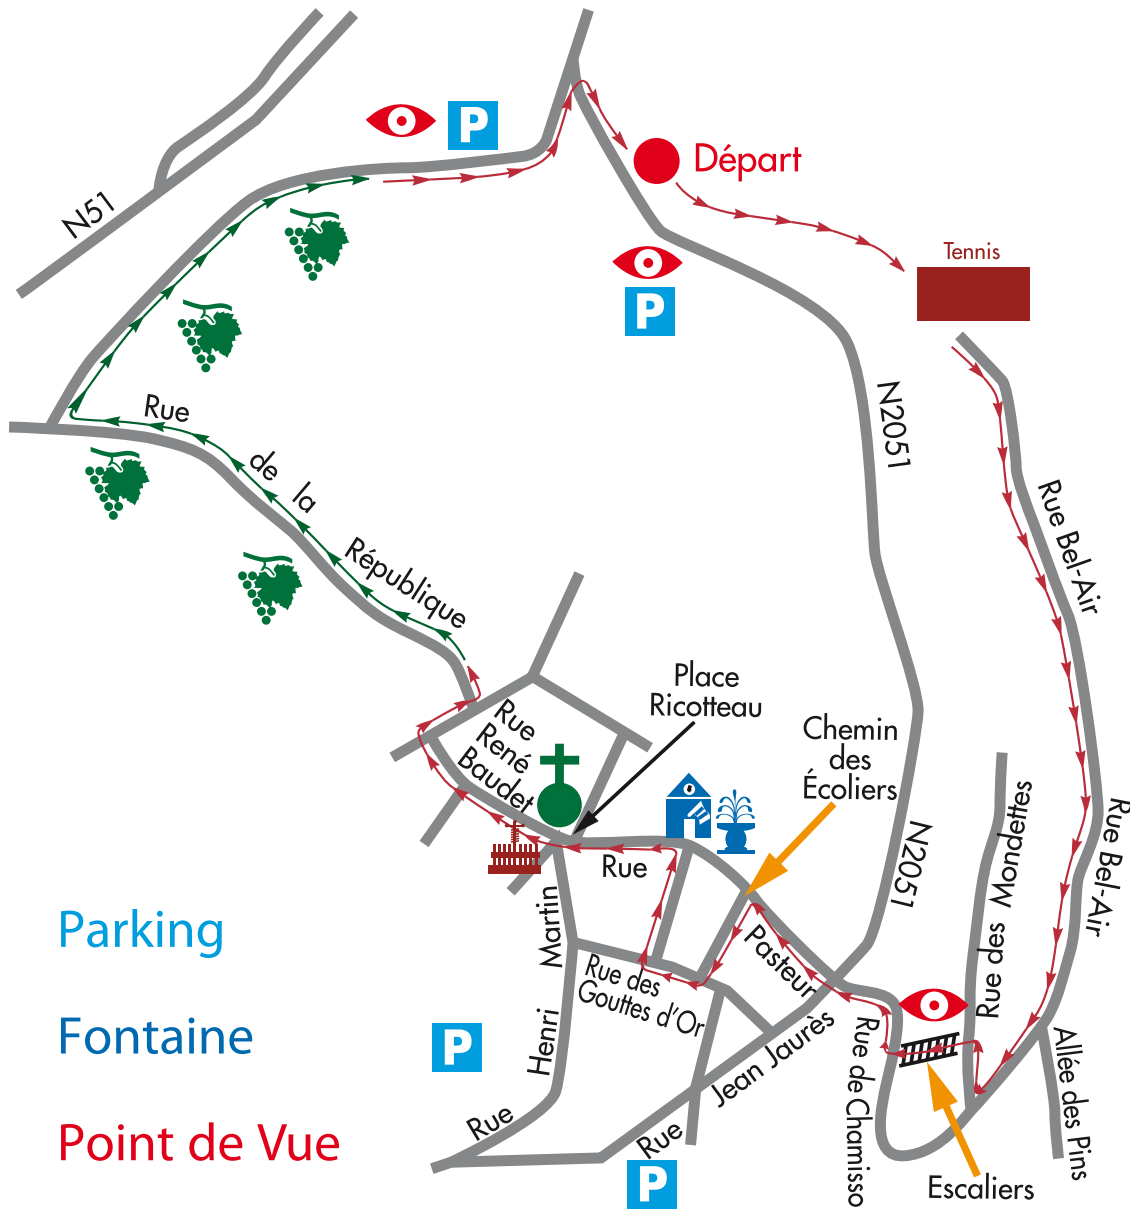 P
Départ
N51
Tennis
P
Rue
de
la
République
N2051
Rue Bel-Air
Place
Ricotteau
Rue
René
Baudet
Chemin
des
Écoliers
Rue des Mondettes
Rue Bel-Air
N2051
Rue
Pasteur
Martin
Henri
Rue
Rue des
Gouttes d'Or
Parking
Fontaine
Point de Vue
P
Jean Jaurès
Rue
Rue de Chamisso
Allée des Pins
P
Escaliers